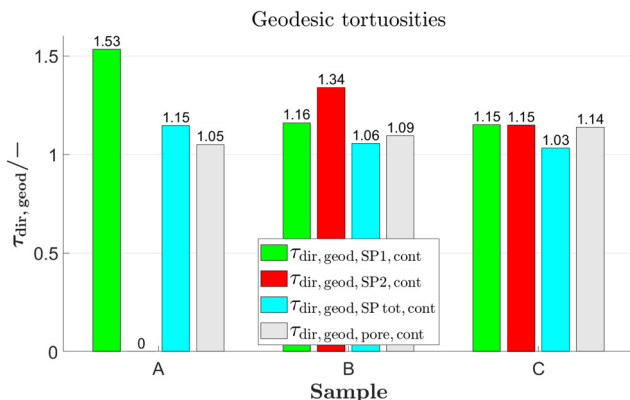 Geodesic tortuosities
τdir,geod/−
1.5
1
0.5
0
1.53
0
1.15
1.05
1.16
1.34
1.06
1.09
1.15
1.15
1.03
1.14
τdir,geod,SP1,cont
τdir,geod,SP2,cont
τdir,geod,SP tot,cont
τdir,geod,pore,cont
A B C
Sample